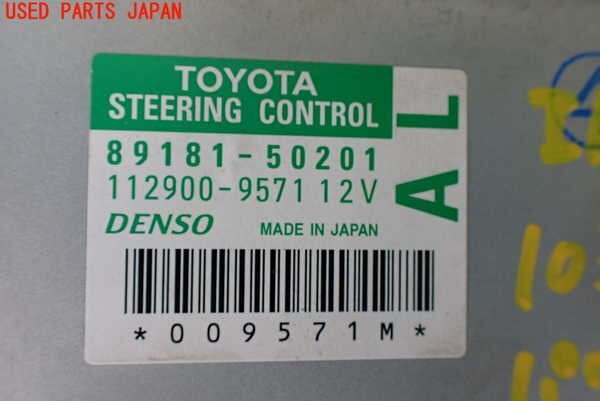 USED PARTS JAPAN
TOYOTA
STEERING CONTROL
89181-50201
112900-9571 12V
DENSO MADE IN JAPAN
*009571M*
AL